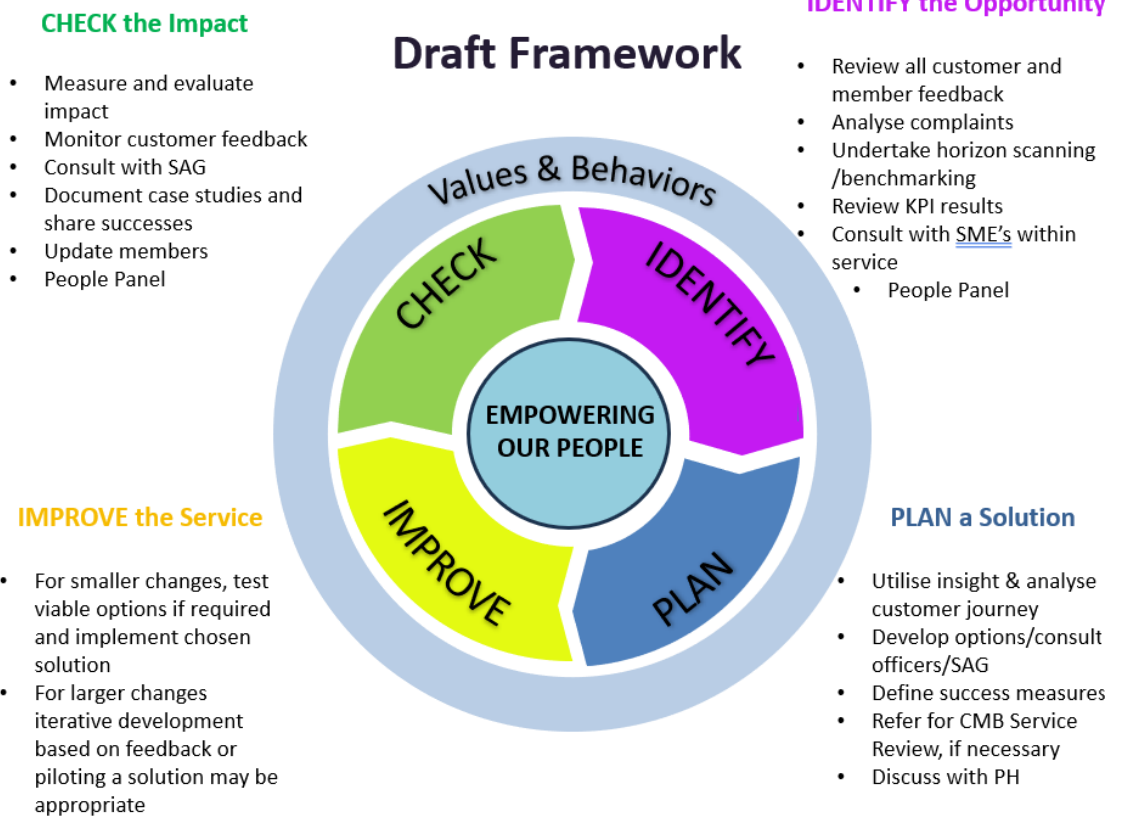 CHECK the Impact
• Measure and evaluate
impact
• Monitor customer feedback
• Consult with SAG
• Document case studies and
share successes
• Update members
• People Panel
Draft Framework
IDENTIFY the Opportunity
• Review all customer and
member feedback
• Analyse complaints
• Undertake horizon scanning
/benchmarking
• Review KPI results
• Consult with SME’s within
service
• People Panel
Values & Behaviors
CHECK
IDENTIFY
EMPOWERING
OUR PEOPLE
IMPROVE
PLAN
IMPROVE the Service
• For smaller changes, test
viable options if required
and implement chosen
solution
• For larger changes
iterative development
based on feedback or
piloting a solution may be
appropriate
PLAN a Solution
• Utilise insight & analyse
customer journey
• Develop options/consult
officers/SAG
• Define success measures
• Refer for CMB Service
Review, if necessary
• Discuss with PH